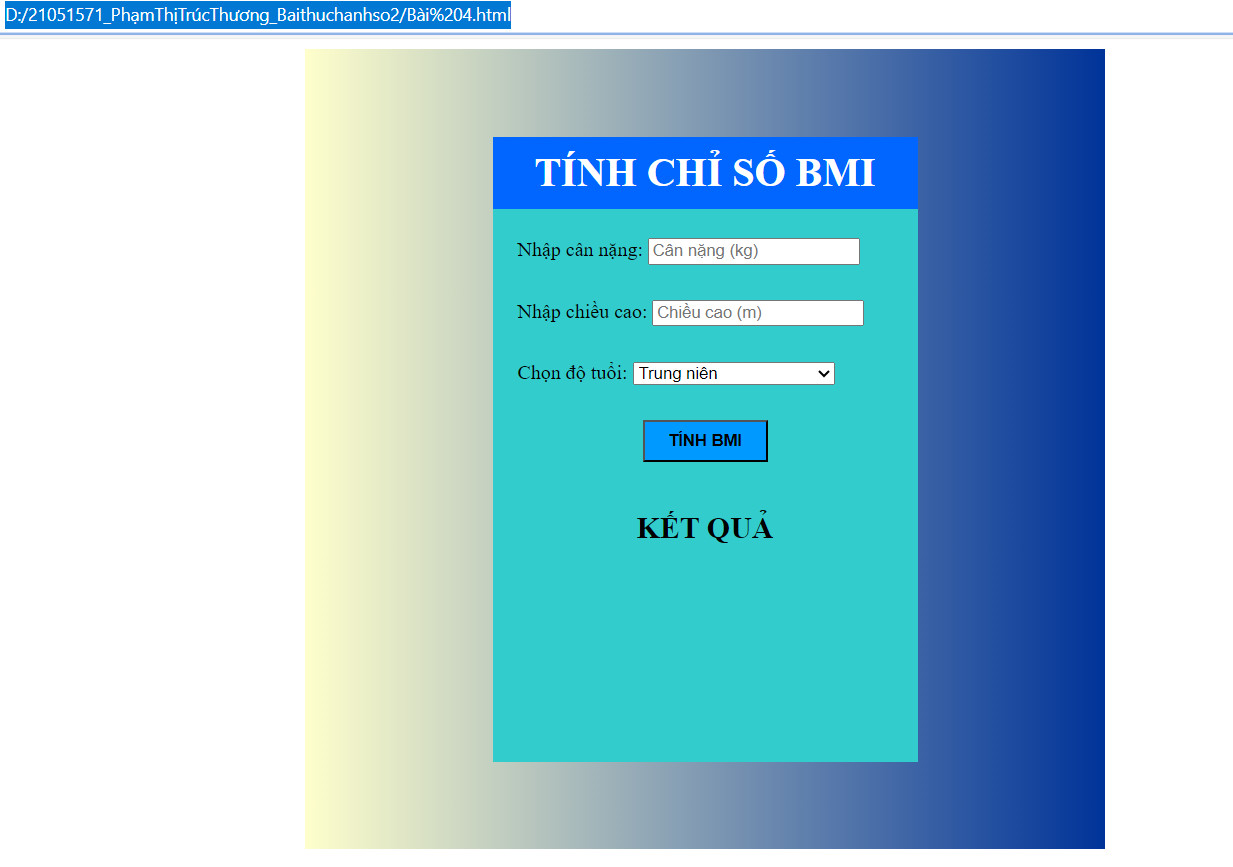 D:/21051571_PhạmThịTrúcThương_Baithuchanhso2/Bài%204.html
TÍNH CHỈ SỐ BMI
Nhập cân nặng: Cân nặng (kg)
Nhập chiều cao: Chiều cao (m)
Chọn độ tuổi: Trung niên
TÍNH BMI
KẾT QUẢ